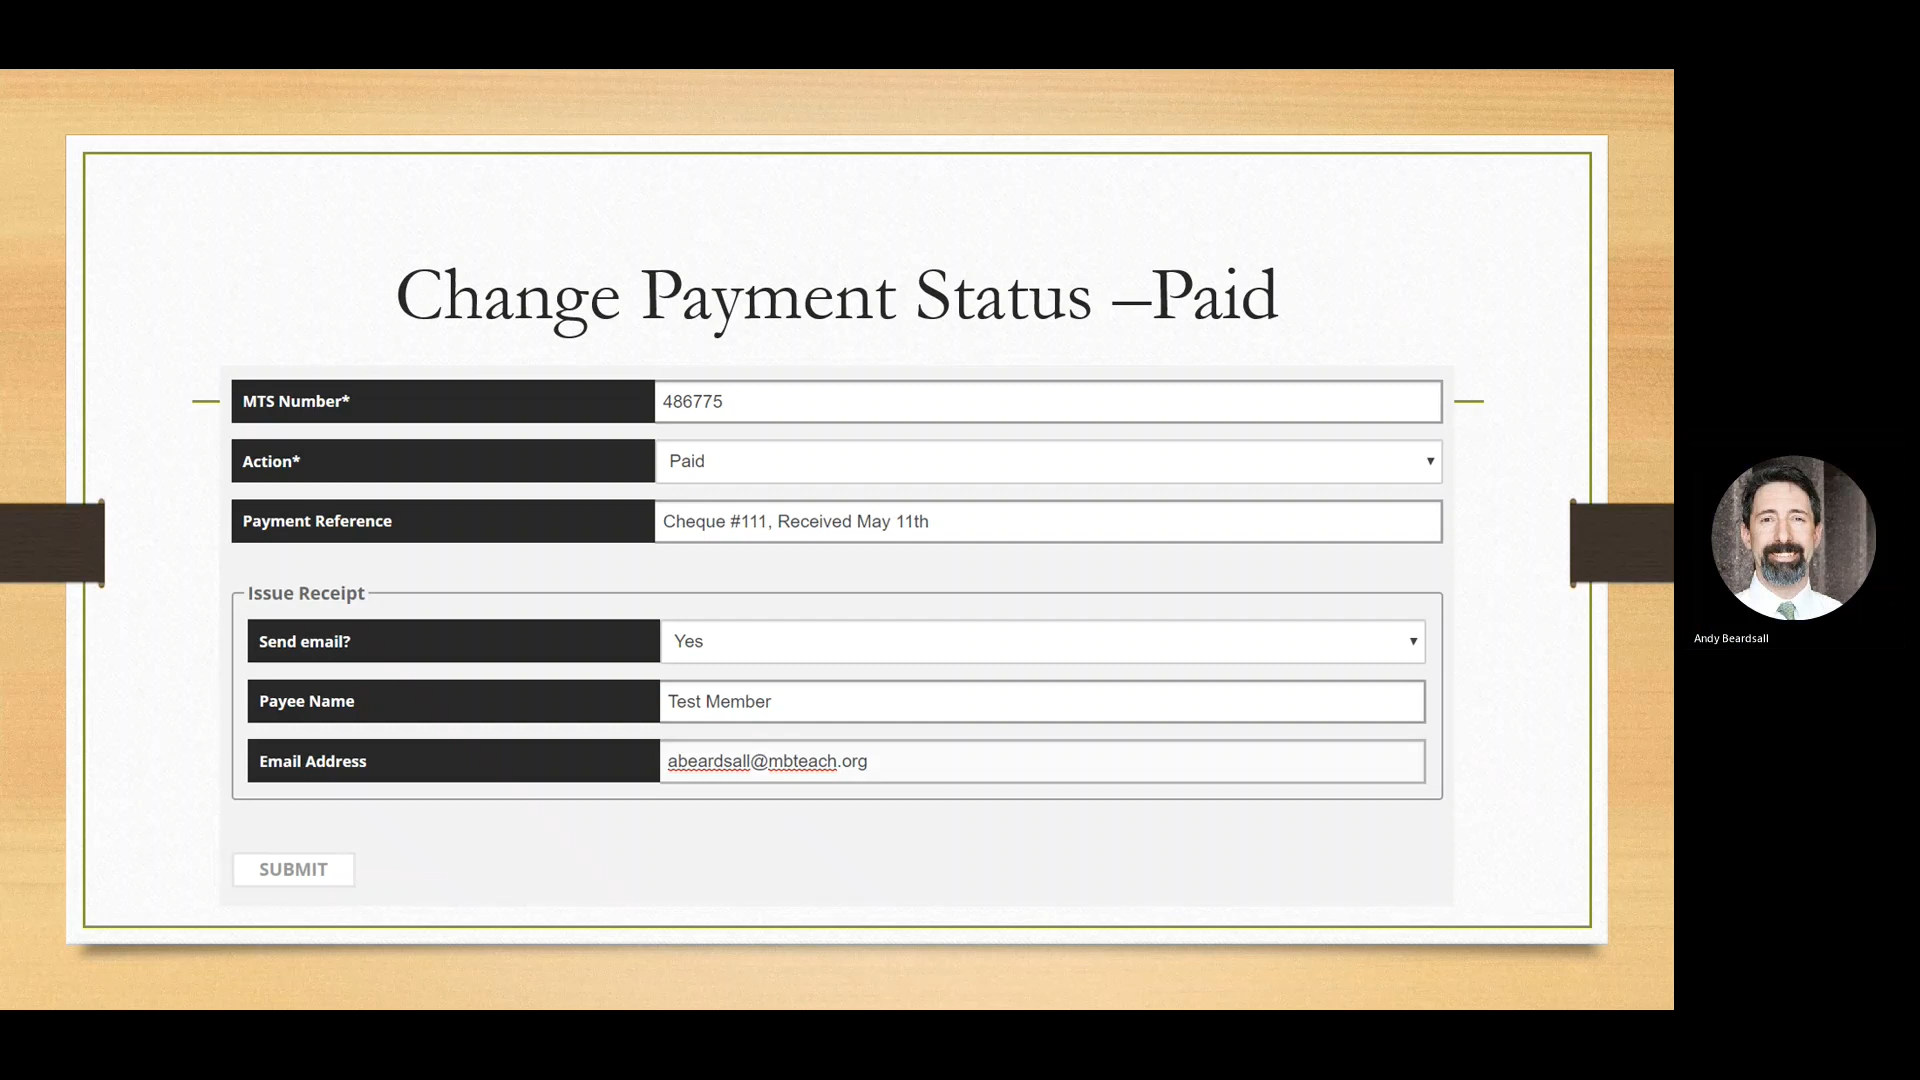 Change Payment Status –Paid
MTS Number* 486775
Action* Paid
Payment Reference Cheque #111, Received May 11th
Issue Receipt
Send email? Yes
Payee Name Test Member
Email Address abeardsall@mbteach.org
SUBMIT
Andy Beardsall